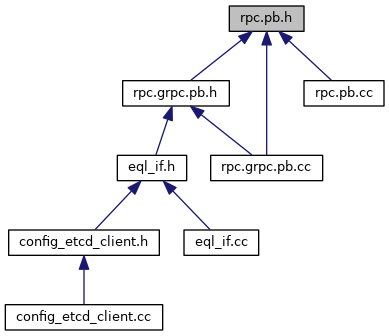 rpc.pb.h
rpc.grpc.pb.h
rpc.pb.cc
eql_if.h
rpc.grpc.pb.cc
config_etcd_client.h
eql_if.cc
config_etcd_client.cc